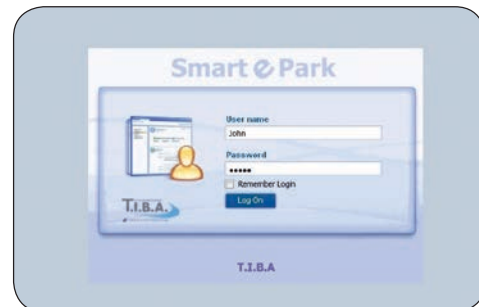 Smart e Park
User name
John
Password
•••••
Remember Login
Log On
T.I.B.A.
T.I.B.A